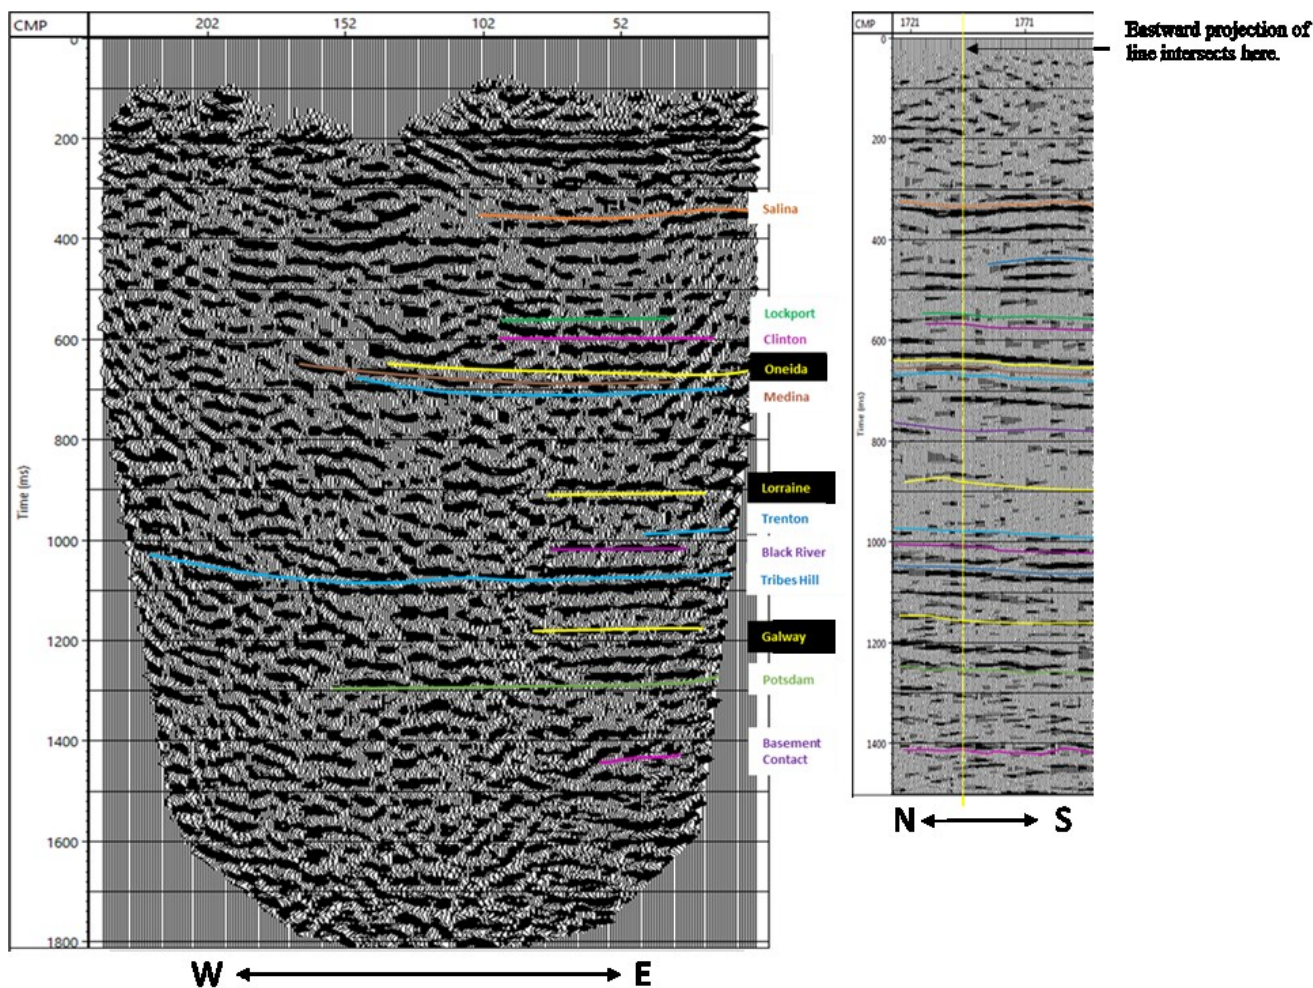 CMP 202 152 102 52
0
200
400
600
800
1000
1200
1400
1600
1800
Time (ms)
Salina
Lockport
Clinton
Oneida
Medina
Lorraine
Trenton
Black River
Tribes Hill
Galway
Potsdam
Basement
Contact
W E
CMP 1721 1771
0
200
400
600
800
1000
1200
1400
Time (ms)
N S
Eastward projection of
line intersects here.